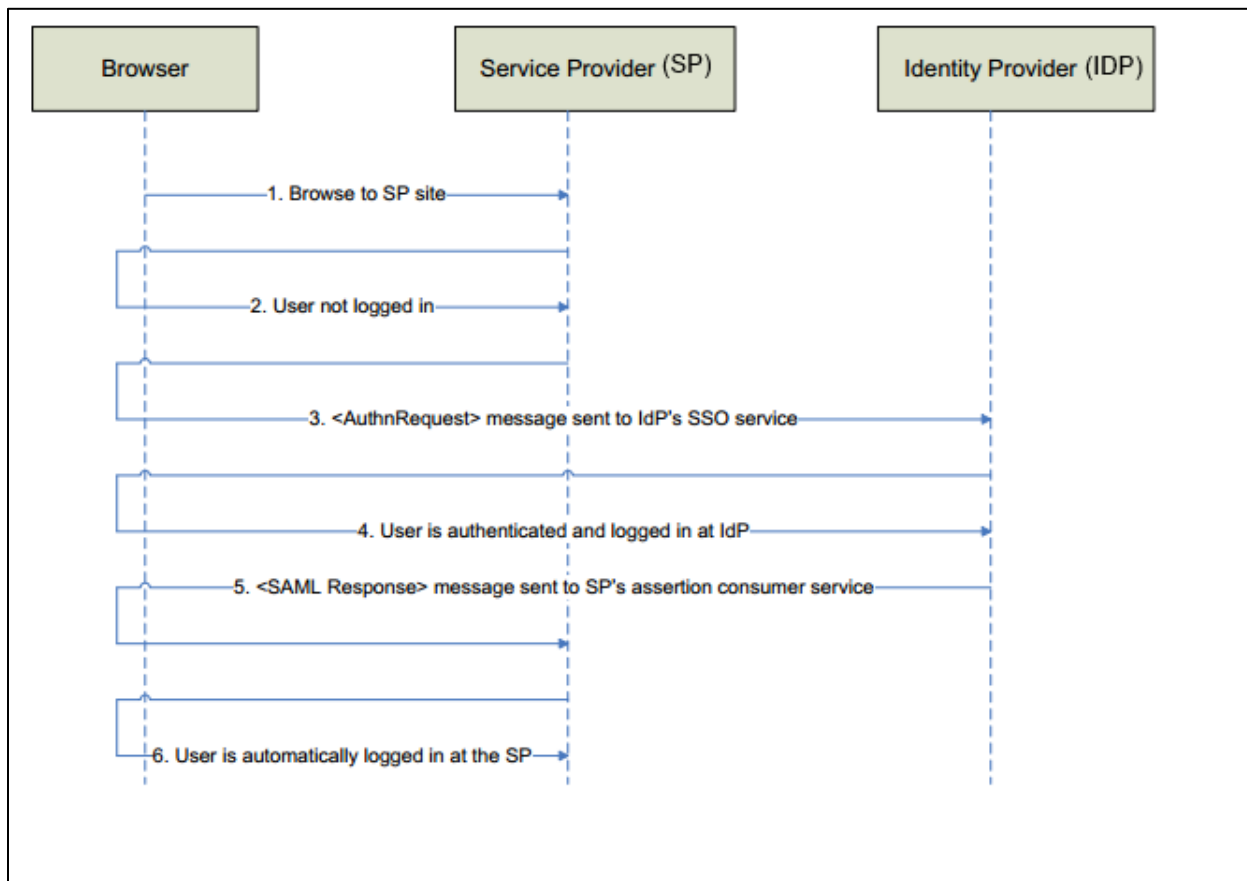 Browser
Service Provider (SP)
Identity Provider (IDP)
1. Browse to SP site
2. User not logged in
3. <AuthnRequest> message sent to IdP's SSO service
4. User is authenticated and logged in at IdP
5. <SAML Response> message sent to SP's assertion consumer service
6. User is automatically logged in at the SP